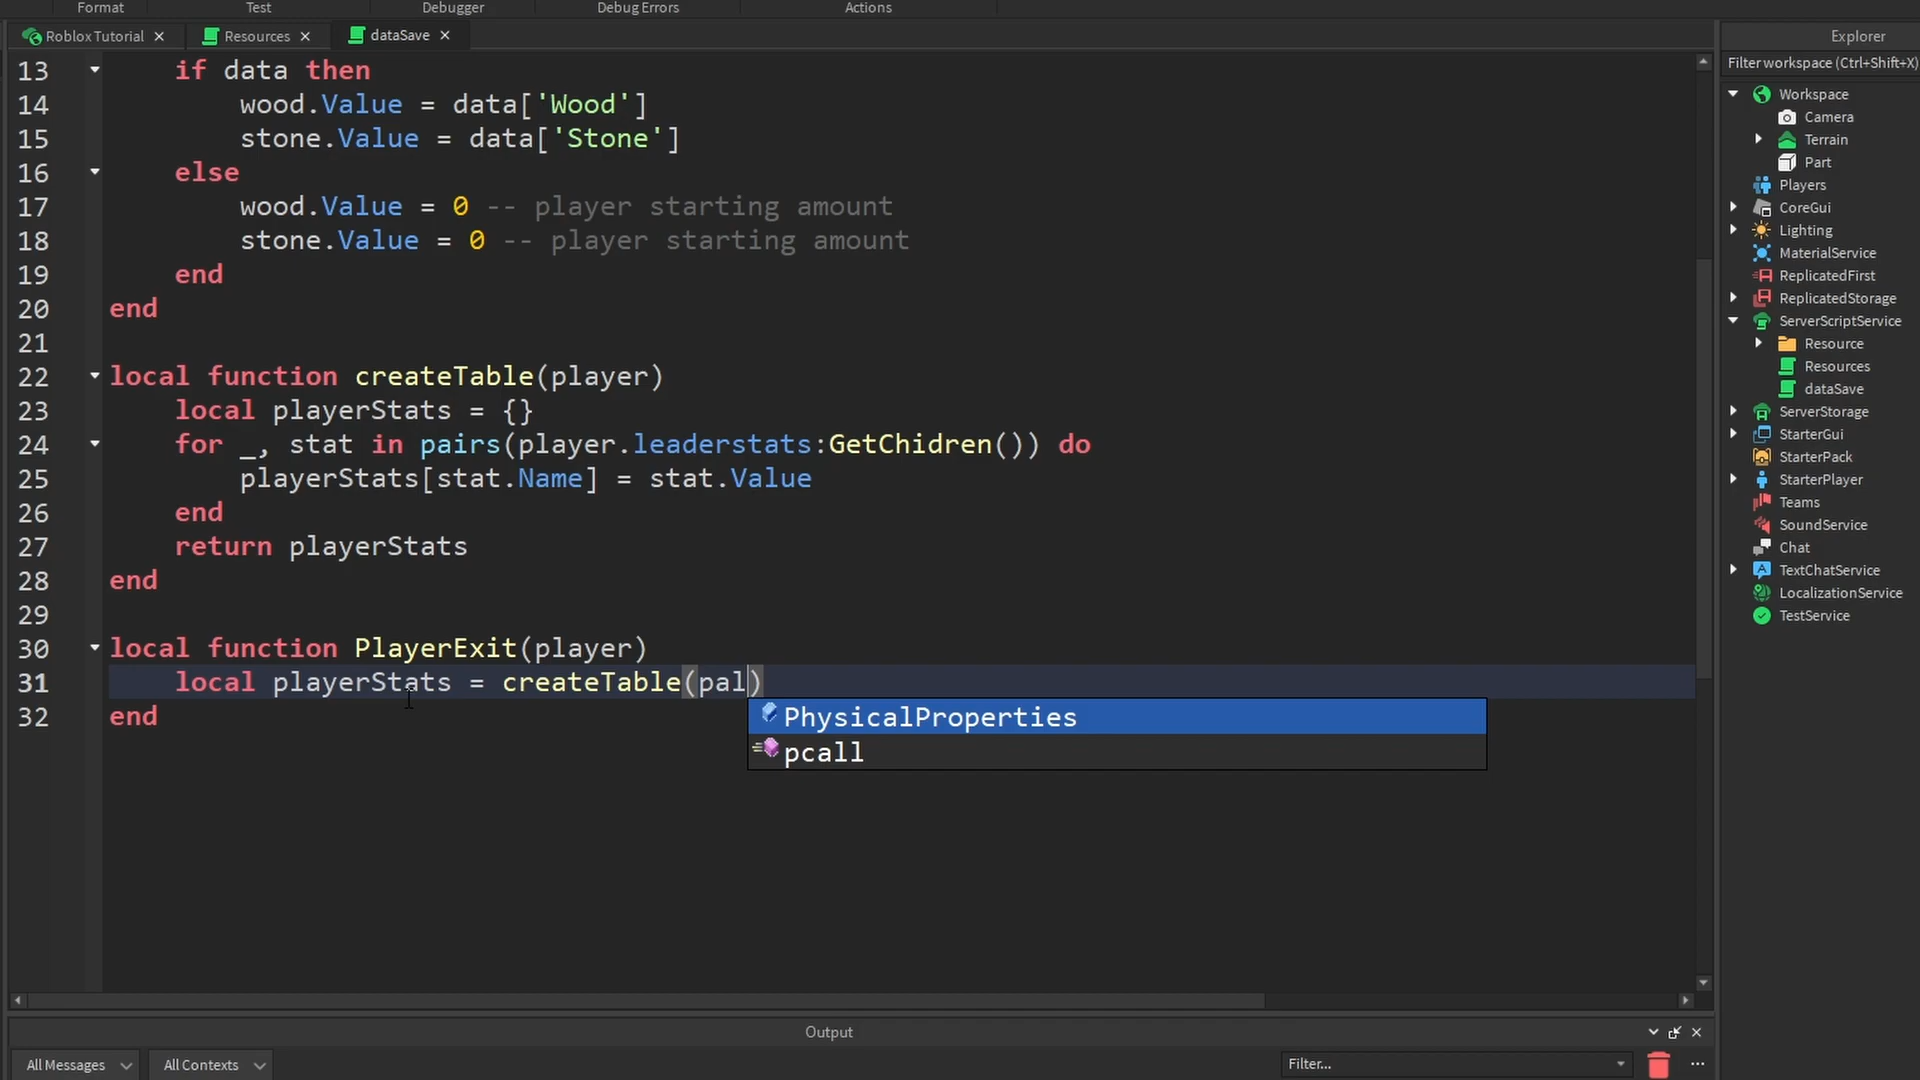 Format Test Debugger Debug Errors Actions
Roblox Tutorial Resources dataSave
13 if data then
14 wood.Value = data['Wood']
15 stone.Value = data['Stone']
16 else
17 wood.Value = 0 -- player starting amount
18 stone.Value = 0 -- player starting amount
19 end
20 end
21
22 local function createTable(player)
23 local playerStats = {}
24 for _, stat in pairs(player.leaderstats:GetChidren()) do
25 playerStats[stat.Name] = stat.Value
26 end
27 return playerStats
28 end
29
30 local function PlayerExit(player)
31 local playerStats = createTable(pal)
32 end
PhysicalProperties
pcall
Explorer
Filter workspace (Ctrl+Shift+X)
Workspace
Camera
Terrain
Part
Players
CoreGui
Lighting
MaterialService
ReplicatedFirst
ReplicatedStorage
ServerScriptService
Resource
Resources
dataSave
ServerStorage
StarterGui
StarterPack
StarterPlayer
Teams
SoundService
Chat
TextChatService
LocalizationService
TestService
Output
All Messages All Contexts Filter...